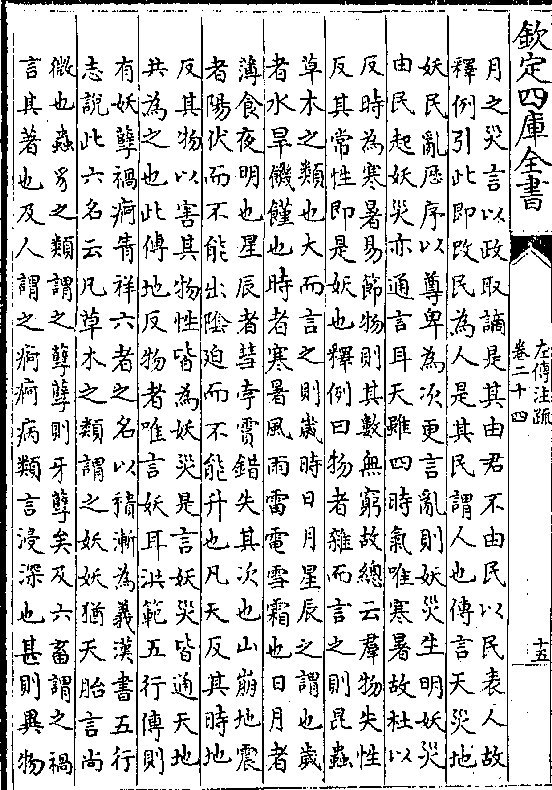 欽定四庫全書
左傳注疏
卷二十四
十五
月之災言以政取謫是其由君不由民以民表人故
釋例引此即改民為人是其民謂人也傳言天災地
妖民亂歴序以尊卑為次更言亂則妖災生明妖災
由民起妖災亦通言耳天雖四時氣唯寒暑故杜以
反時為寒暑易節物則其數無窮故總云羣物失性
反其常性即是妖也釋例曰物者雜而言之則昆蟲
草木之類也大而言之則歲時日月星辰之謂也歲
者水旱饑饉也時者寒暑風雨雷電雪霜也日月者
薄食夜明也星辰者彗孛霣錯失其次也山崩地震
者陽伏而不能出陰迫而不能升也凡天反其時地
反其物以害其物性皆為妖災是言妖災皆通天地
共為之也此傳地反物者唯言妖耳洪範五行傳則
有妖孽禍痾眚祥六者之名以積漸為義漢書五行
志說此六名云凡草木之類謂之妖妖猶夭胎言尚
微也蟲豸之類謂之孽孽則牙孽矣及六畜謂之禍
言其著也及人謂之痾痾病類言浸深也甚則異物